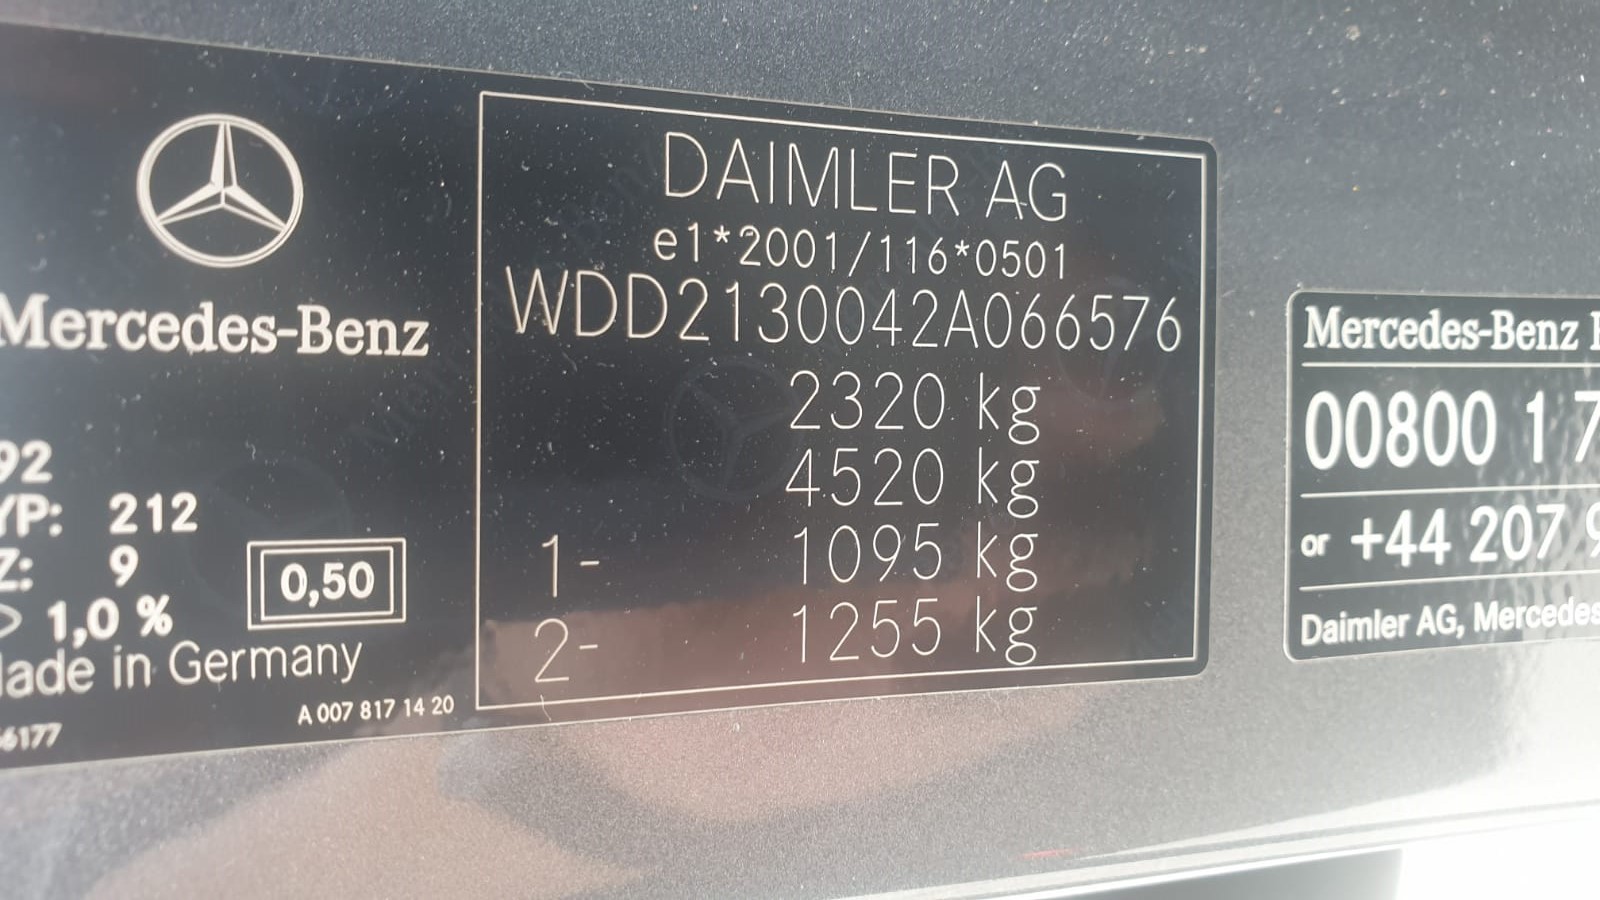 Mercedes-Benz
92
YP: 212
Z: 9
1,0 %
0,50
Made in Germany
6177
A 007 817 14 20
DAIMLER AG
e1*2001/116*0501
WDD2130042A066576
2320 kg
4520 kg
1- 1095 kg
2- 1255 kg
Mercedes-Benz
00800 1 7
or +44 207 9
Daimler AG, Mercedes